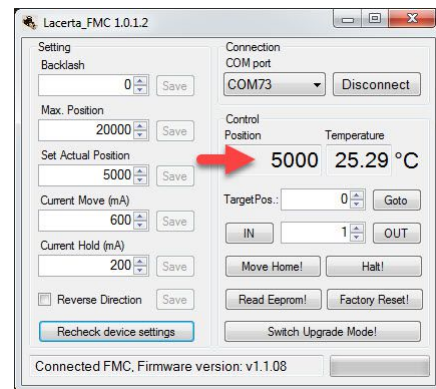 Lacerta_FMC 1.0.1.2
Setting
Backlash
0 Save
Max. Position
20000 Save
Set Actual Position
5000 Save
Current Move (mA)
600 Save
Current Hold (mA)
200 Save
Reverse Direction Save
Recheck device settings
Connection
COM port
COM73 Disconnect
Control
Position Temperature
5000 25.29 °C
TargetPos.: 0 Goto
IN 1 OUT
Move Home! Halt!
Read Eeprom! Factory Reset!
Switch Upgrade Mode!
Connected FMC, Firmware version: v1.1.08